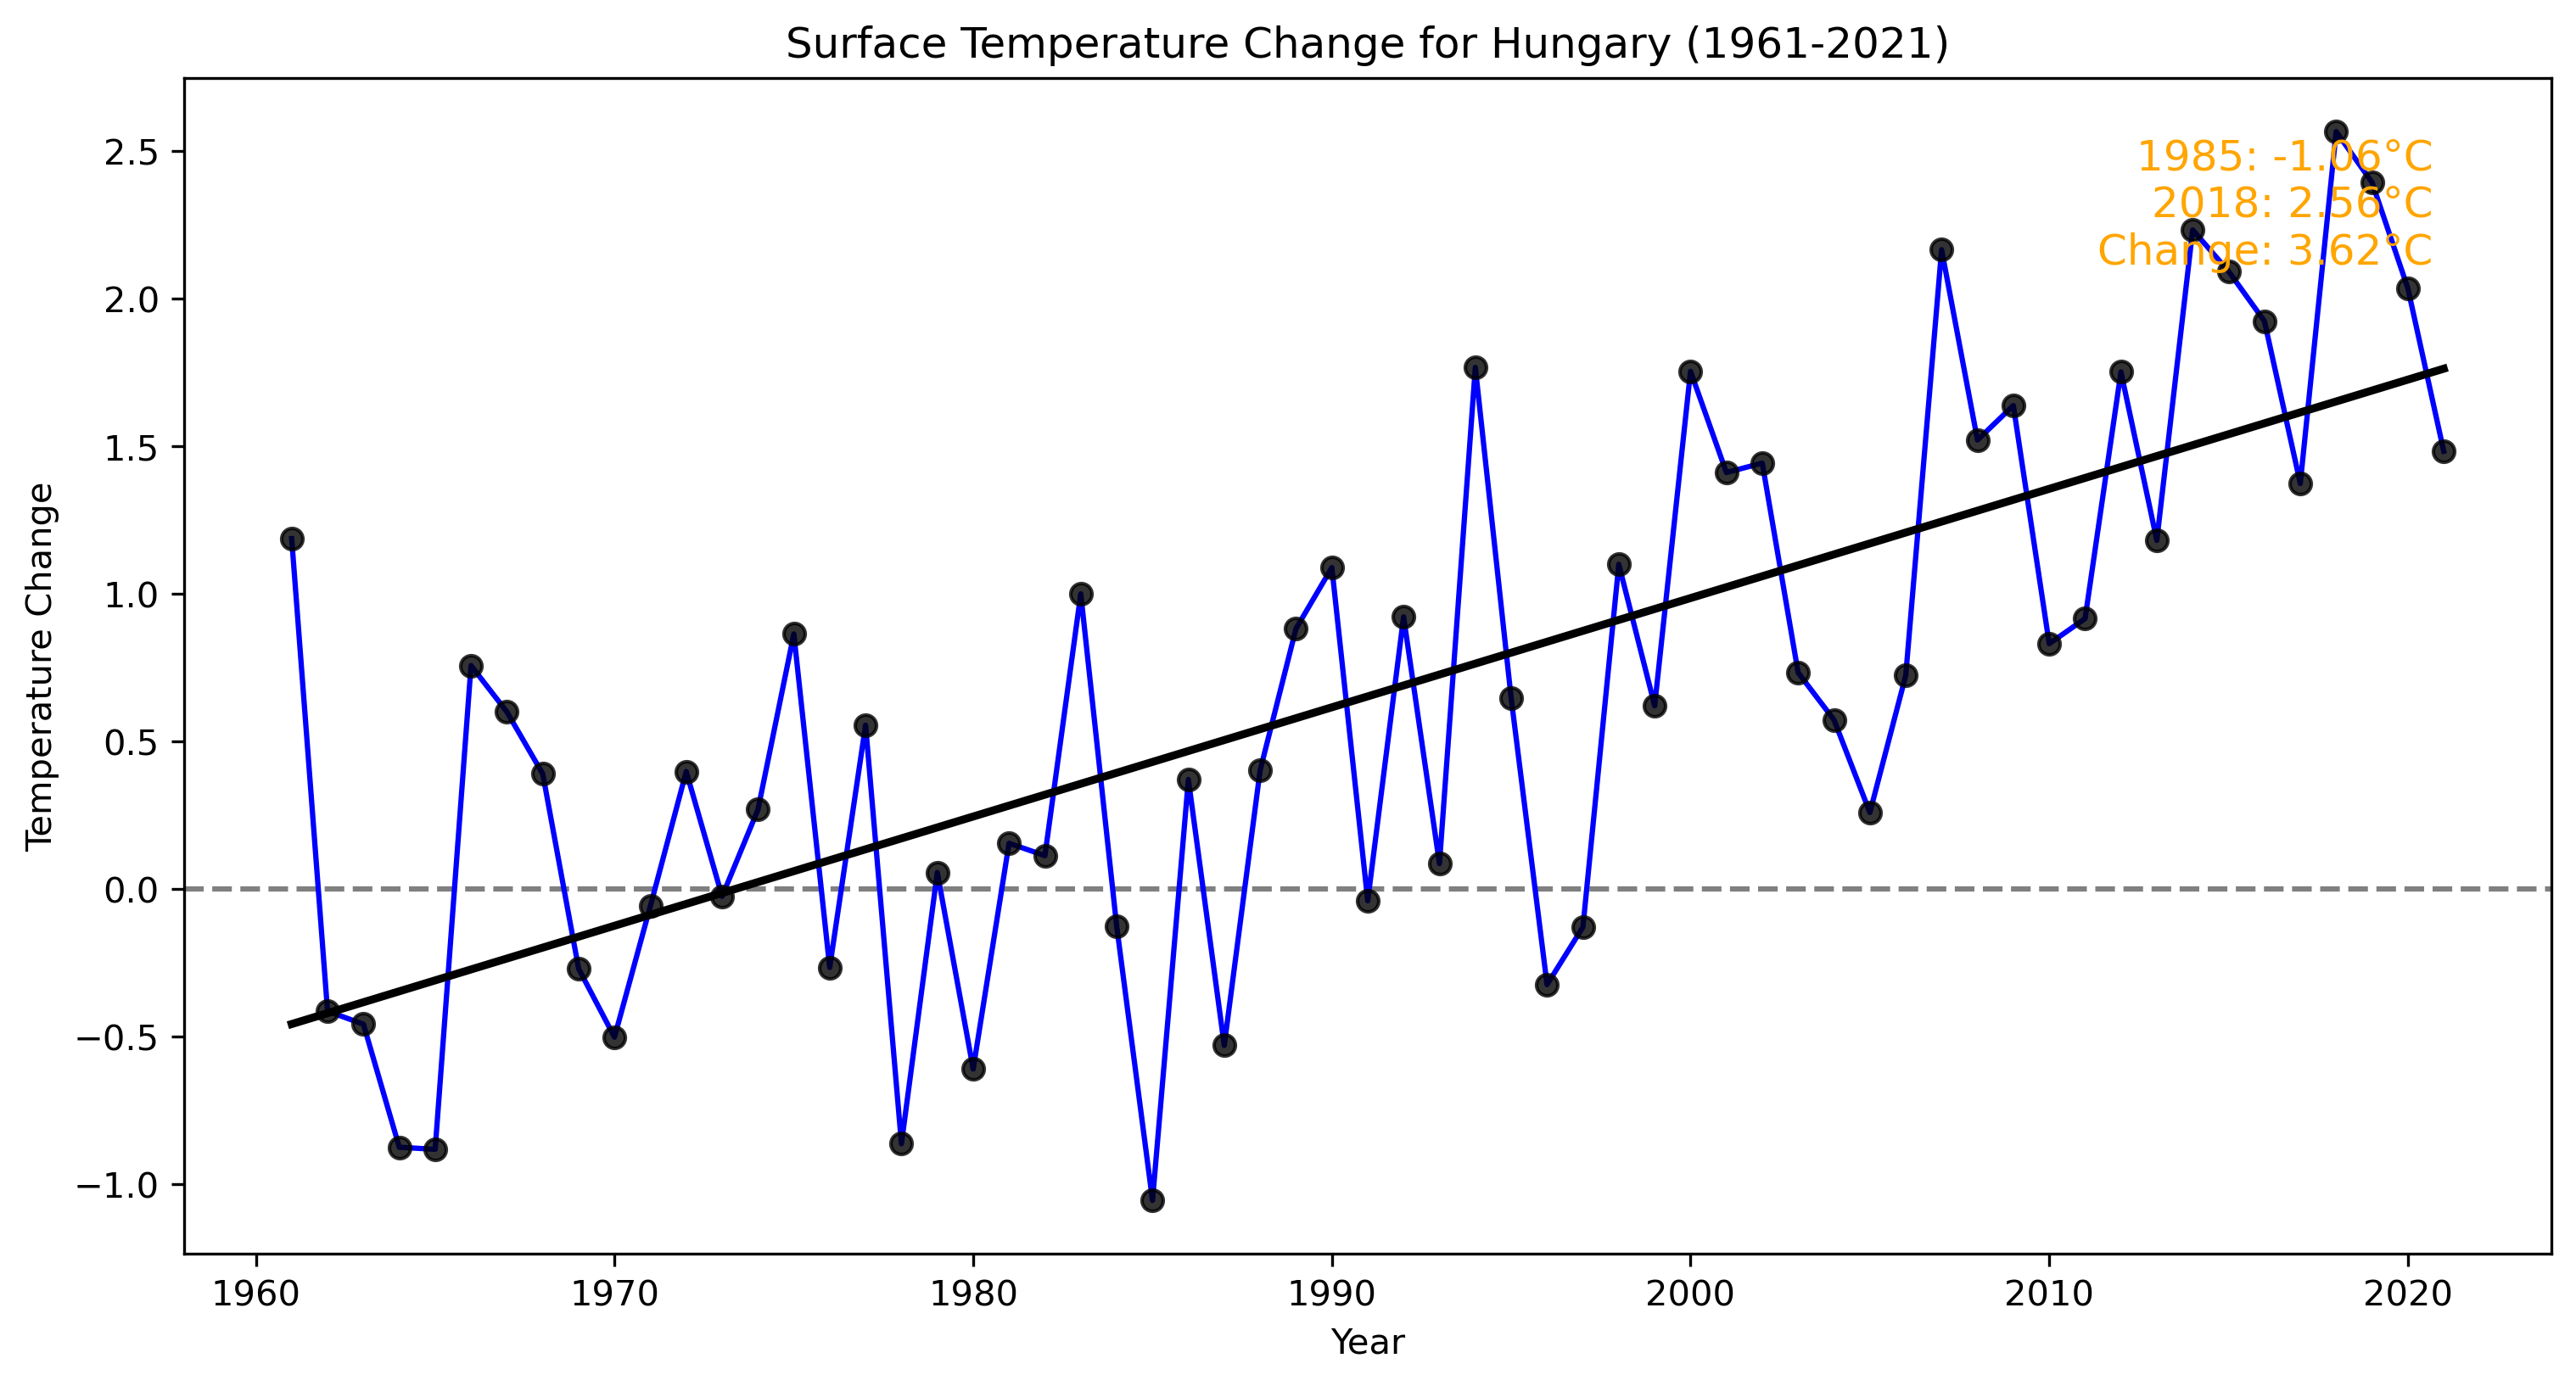 Surface Temperature Change for Hungary (1961-2021)
1985: -1.06°C
2018: 2.56°C
Change: 3.62°C
Temperature Change
2.5
2.0
1.5
1.0
0.5
0.0
−0.5
−1.0
1960 1970 1980 1990 2000 2010 2020
Year